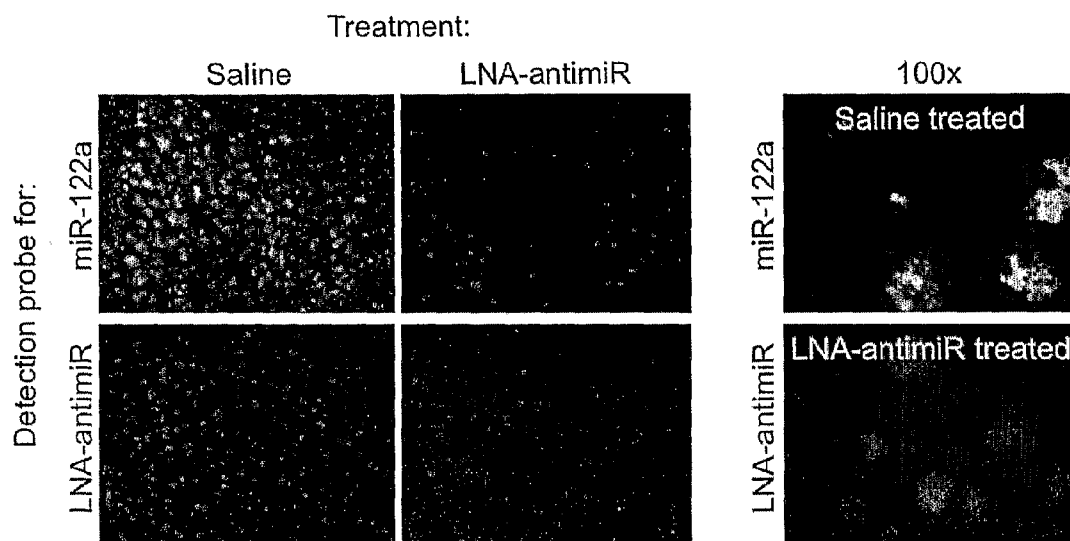 Treatment:
Saline
LNA-antimiR
100x
Detection probe for:
miR-122a
Saline treated
miR-122a
LNA-antimiR
LNA-antimiR treated
LNA-antimiR